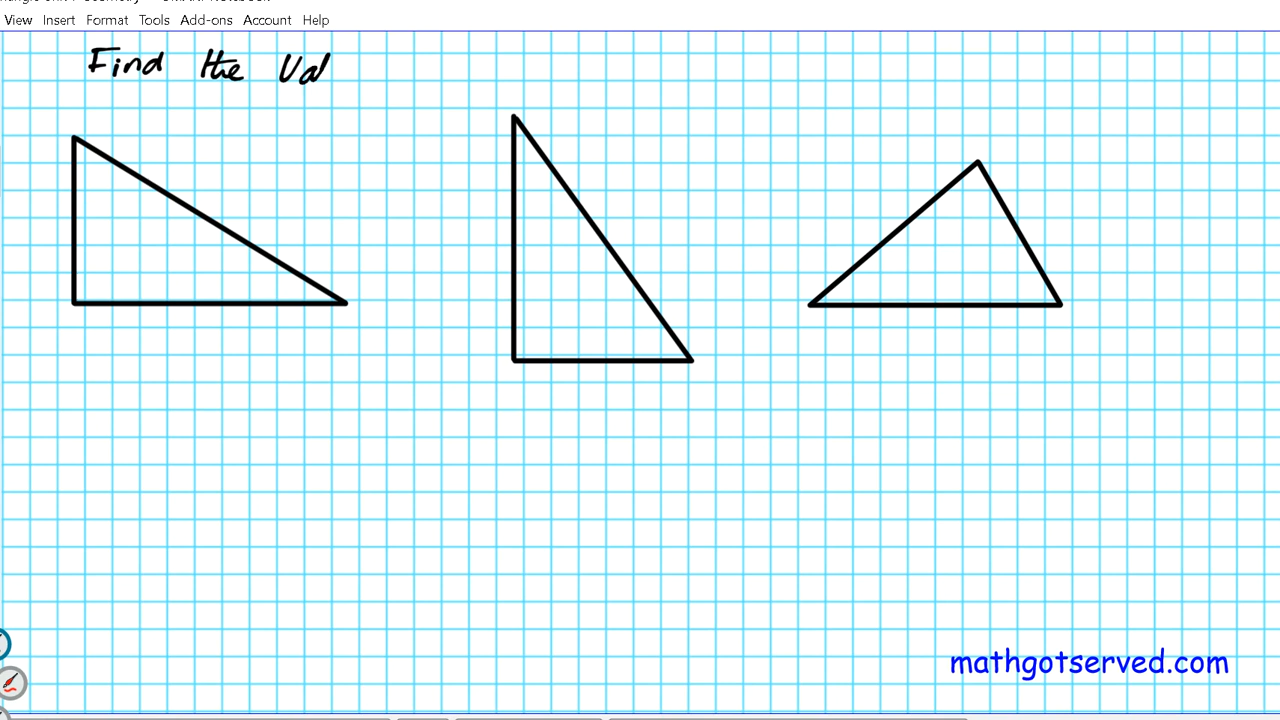 View Insert Format Tools Add-ons Account Help
Find the Val
mathgotserved.com